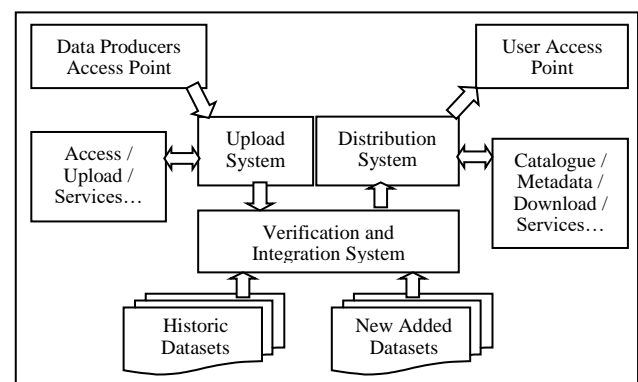 Data Producers
Access Point
User Access
Point
Upload
System
Distribution
System
Access /
Upload /
Services…
Catalogue /
Metadata /
Download /
Services…
Verification and
Integration System
Historic
Datasets
New Added
Datasets